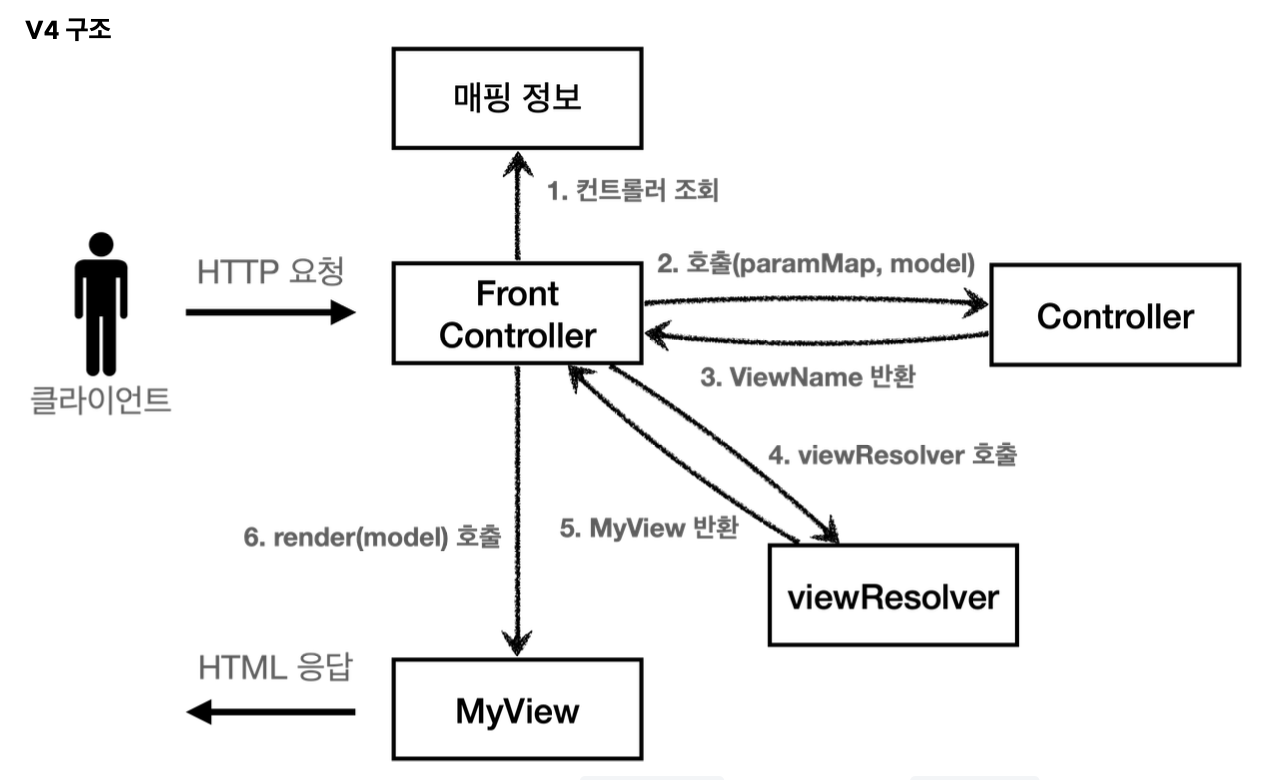 V4 구조
매핑 정보
1. 컨트롤러 조회
HTTP 요청
Front
Controller
2. 호출(paramMap, model)
Controller
3. ViewName 반환
클라이언트
4. viewResolver 호출
5. MyView 반환
6. render(model) 호출
viewResolver
HTML 응답
MyView